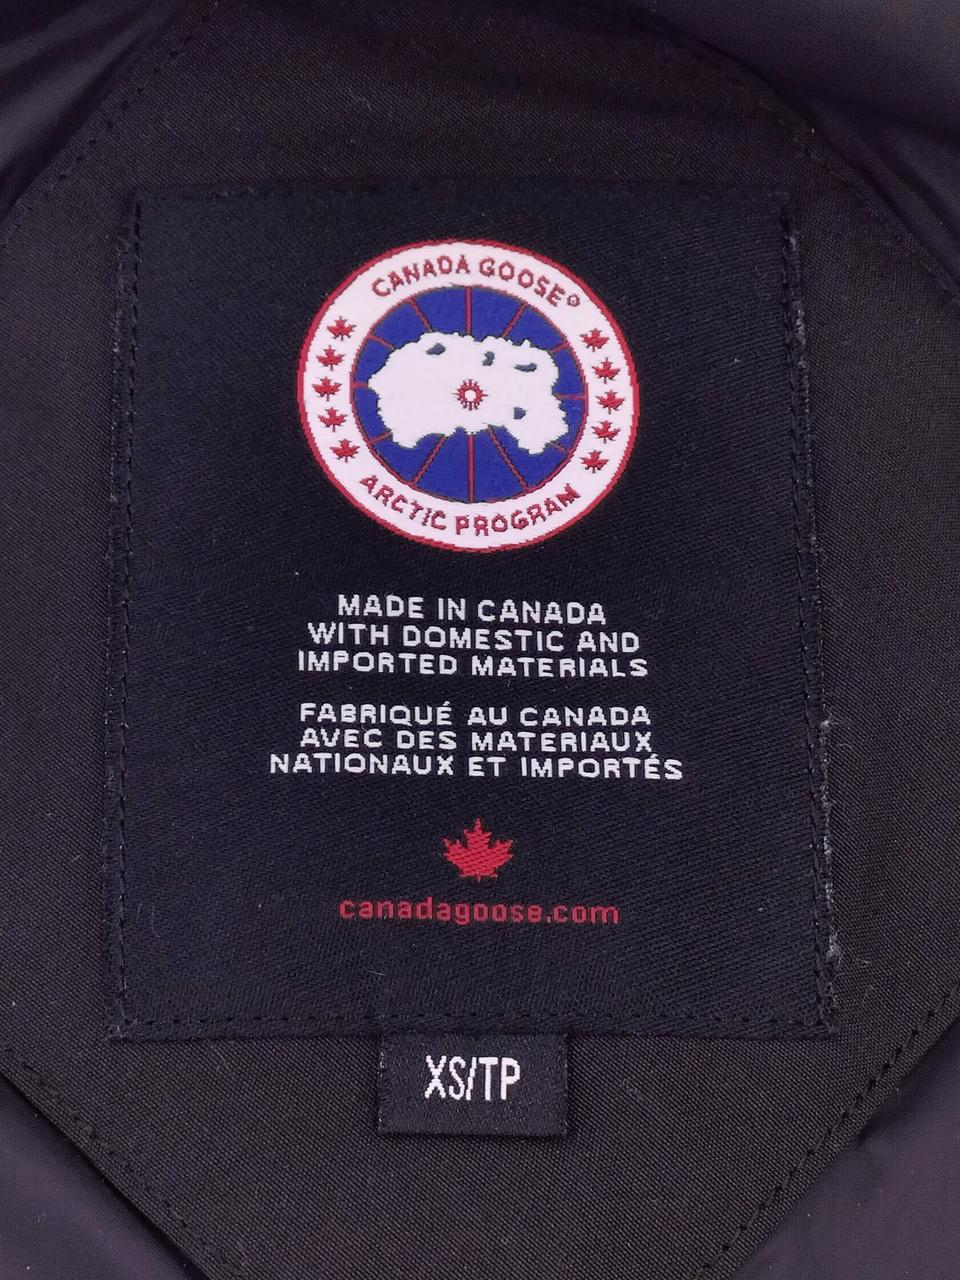 CANADA GOOSE®
ARCTIC PROGRAM
MADE IN CANADA
WITH DOMESTIC AND
IMPORTED MATERIALS
FABRIQUÉ AU CANADA
AVEC DES MATERIAUX
NATIONAUX ET IMPORTÉS
canadagoose.com
XS/TP